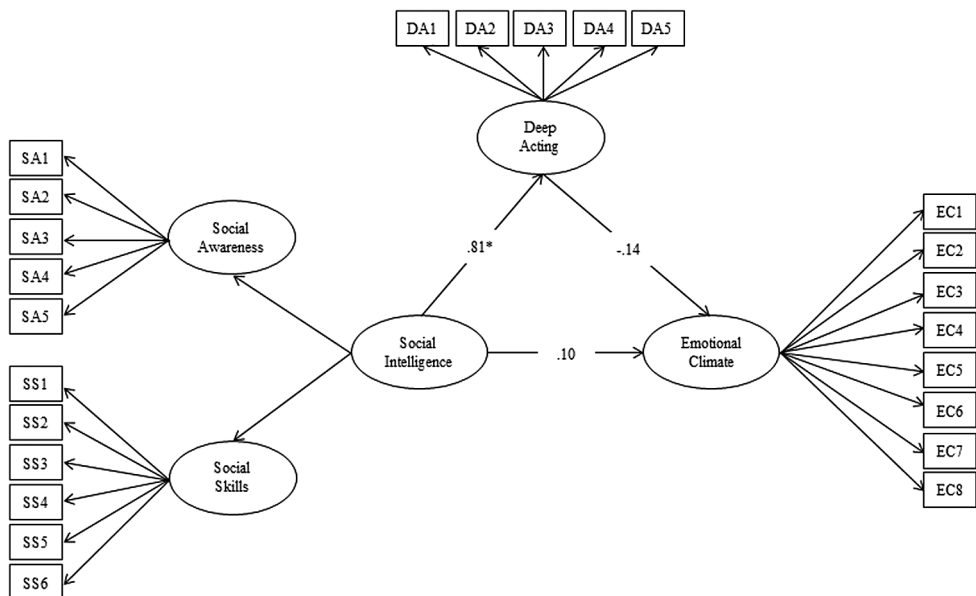 DA1
DA2
DA3
DA4
DA5
Deep
Acting
SA1
SA2
SA3
SA4
SA5
Social
Awareness
.81*
-.14
EC1
EC2
EC3
EC4
EC5
EC6
EC7
EC8
Social
Intelligence
.10
Emotional
Climate
SS1
SS2
SS3
SS4
SS5
SS6
Social
Skills